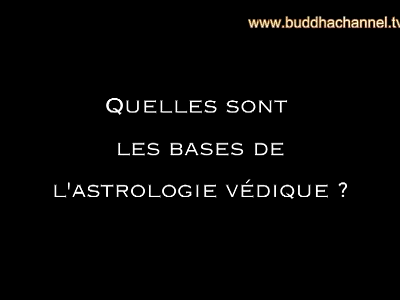 www.buddhachannel.tv
Quelles sont
les bases de
l'astrologie védique ?